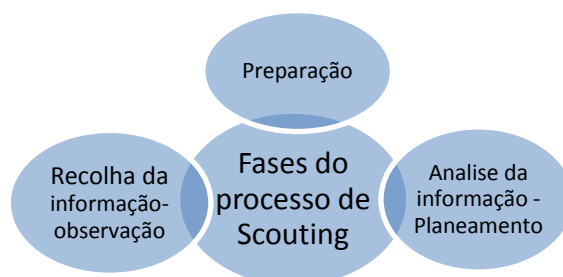 Preparação
Recolha da
informação-
observação
Fases do
processo de
Scouting
Analise da
informação -
Planeamento